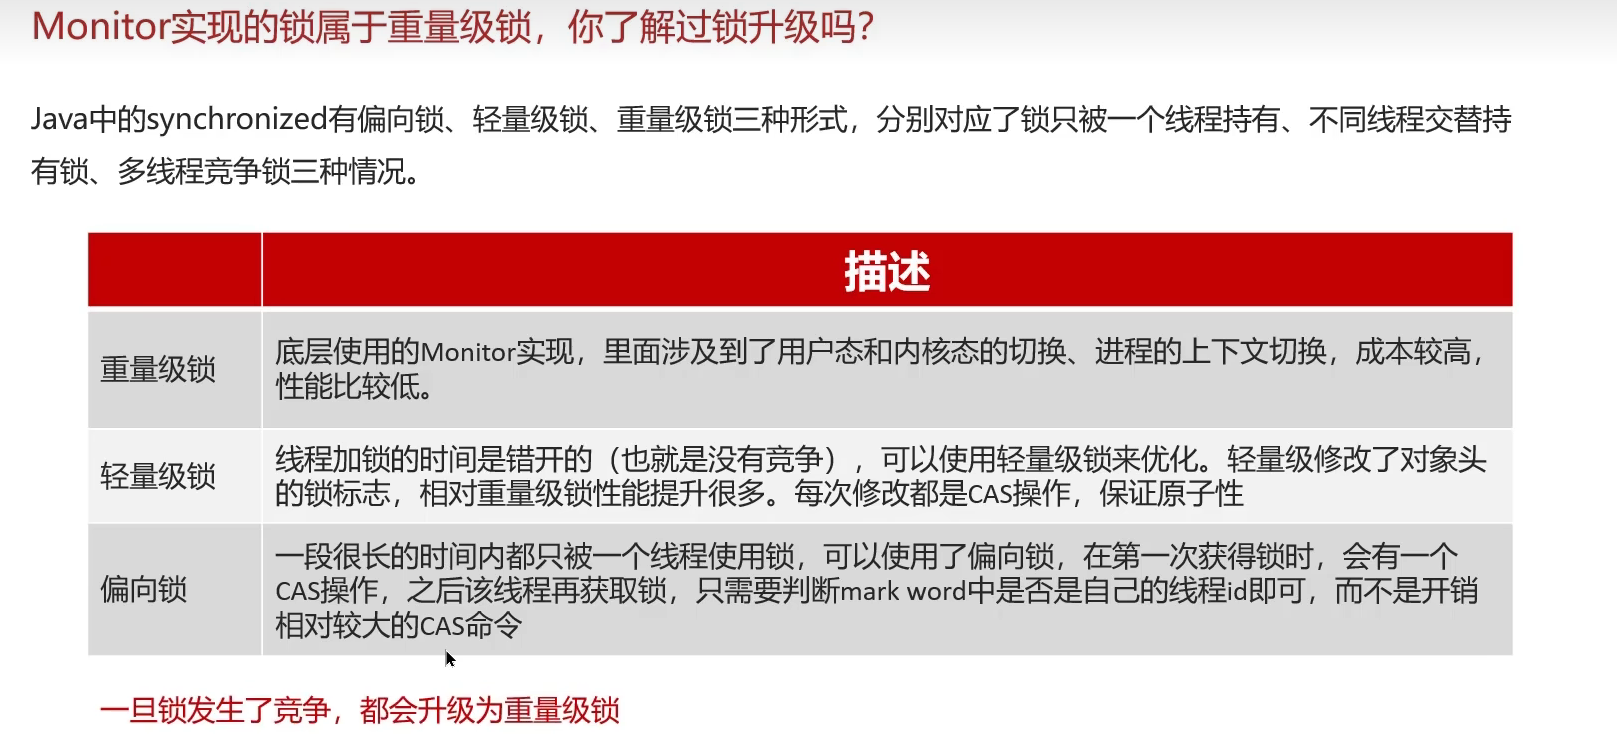 Monitor实现的锁属于重量级锁，你了解过锁升级吗？
Java中的synchronized有偏向锁、轻量级锁、重量级锁三种形式，分别对应了锁只被一个线程持有、不同线程交替持
有锁、多线程竞争锁三种情况。
描述
重量级锁
底层使用的Monitor实现，里面涉及到了用户态和内核态的切换、进程的上下文切换，成本较高，
性能比较低。
轻量级锁
线程加锁的时间是错开的（也就是没有竞争），可以使用轻量级锁来优化。轻量级修改了对象头
的锁标志，相对重量级锁性能提升很多。每次修改都是CAS操作，保证原子性
偏向锁
一段很长的时间内都只被一个线程使用锁，可以使用了偏向锁，在第一次获得锁时，会有一个
CAS操作，之后该线程再获取锁，只需要判断mark word中是否是自己的线程id即可，而不是开销
相对较大的CAS命令
一旦锁发生了竞争，都会升级为重量级锁